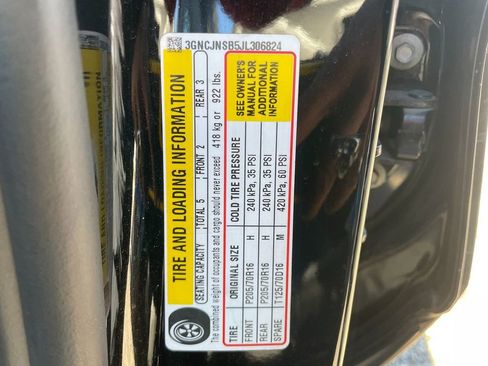 3GNCJNSB5JL306824
TIRE AND LOADING INFORMATION
SEATING CAPACITY TOTAL 5 FRONT 2 REAR 3
The combined weight of occupants and cargo should never exceed 418 kg or 922 lbs.
TIRE ORIGINAL SIZE COLD TIRE PRESSURE
FRONT P205/70R16 H 240 kPa, 35 PSI
REAR P205/70R16 H 240 kPa, 35 PSI
SPARE T125/70D16 M 420 kPa, 60 PSI
SEE OWNER'S
MANUAL FOR
ADDITIONAL
INFORMATION